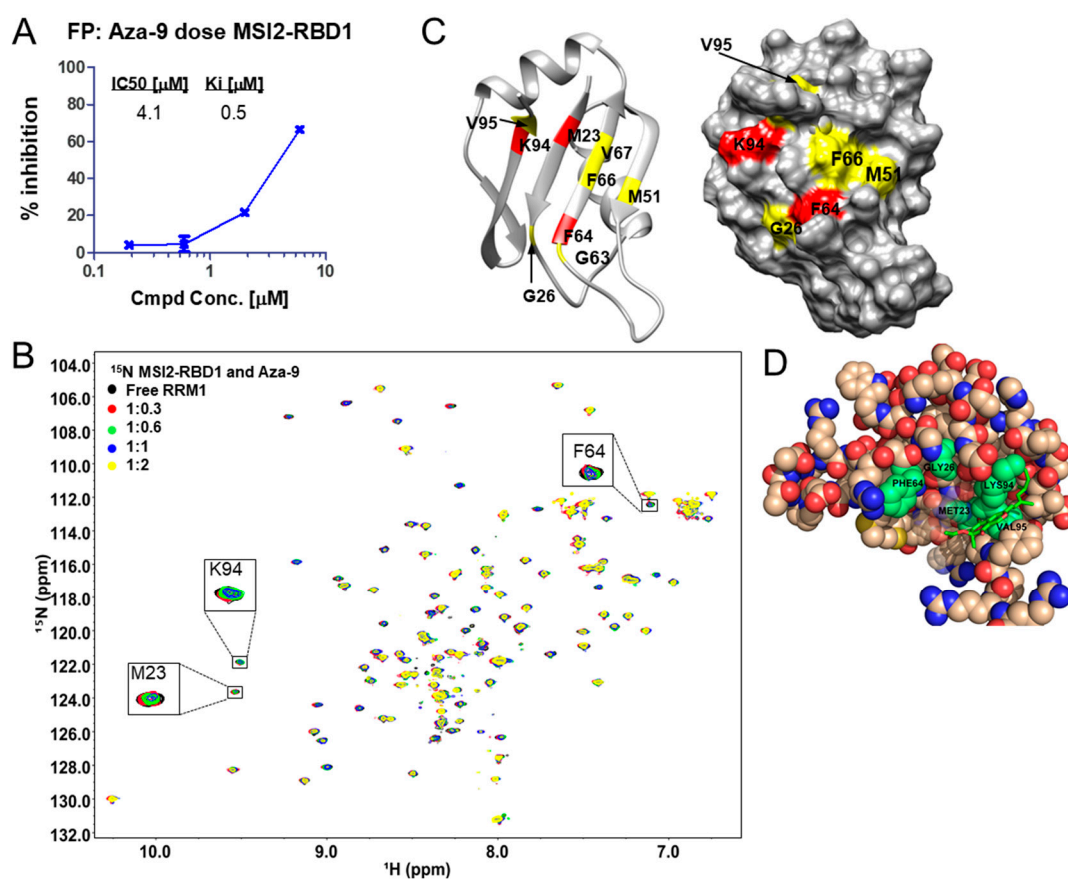 A
FP: Aza-9 dose MSI2-RBD1
100
80
60
40
20
0
% inhibition
IC50 [µM]
Ki [µM]
4.1
0.5
0.1
1
10
Cmpd Conc. [µM]
C
V95
K94
M23
V67
F66
M51
F64
G63
G26
V95
K94
F66
M51
F64
G26
B
104.0
106.0
108.0
110.0
112.0
114.0
116.0
118.0
120.0
122.0
124.0
126.0
128.0
130.0
132.0
¹⁵N (ppm)
¹⁵N MSI2-RBD1 and Aza-9
Free RRM1
1:0.3
1:0.6
1:1
1:2
F64
K94
M23
10.0
9.0
8.0
7.0
¹H (ppm)
D
GLY26
PHE64
LYS94
MET23
VAL95